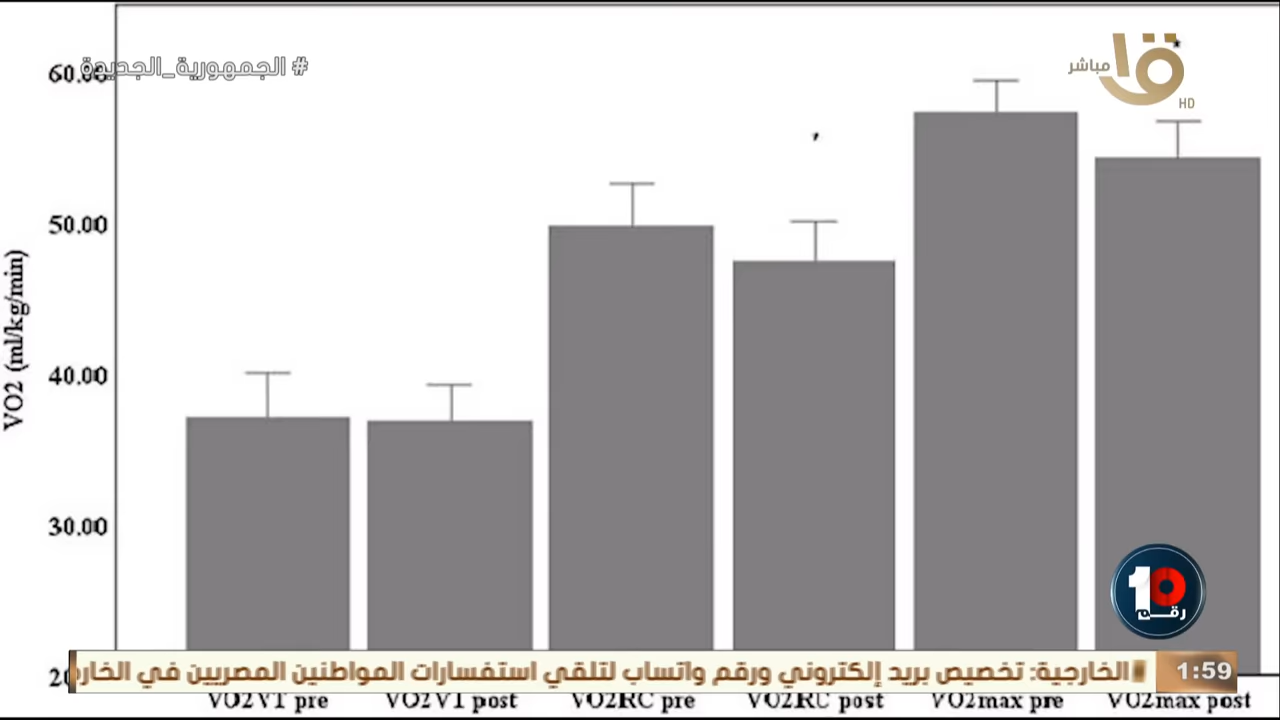 # الجمهورية_الجديدة
مباشر
HD
60.00
50.00
40.00
30.00
VO2 (ml/kg/min)
رقم
10
الخارجية: تخصيص بريد إلكتروني ورقم واتساب لتلقي استفسارات المواطنين المصريين في
1:59
VO2VT pre
VO2VT post
VO2RC pre
VO2RC post
VO2max pre
VO2max post